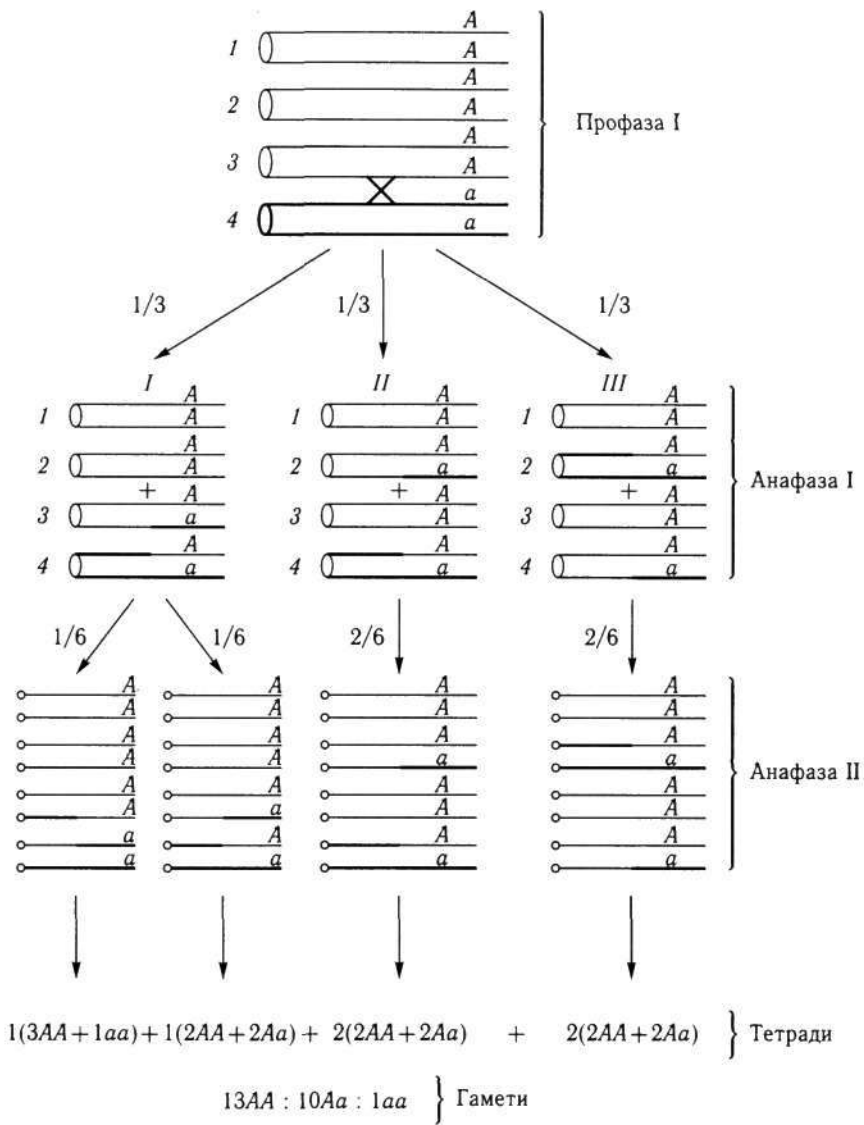 A
1 A
A
2 A
A
3 A
a
4 a
Профаза I
1/3 1/3 1/3
I II III
A A A
1 A 1 A 1 A
A A A
2 A 2 a 2 A
+ + + a
A A A
3 a 3 A 3 A
A A A
4 a 4 a 4 a
Анафаза I
1/6 1/6 2/6 2/6
A A A A
A A A A
A A A A
A A a a
A A A A
A a A A
a A A A
a a a a
Анафаза II
1(3AA + 1aa) + 1(2AA + 2Aa) + 2(2AA + 2Aa) + 2(2AA + 2Aa) Тетради
13AA : 10Aa : 1aa Гамети